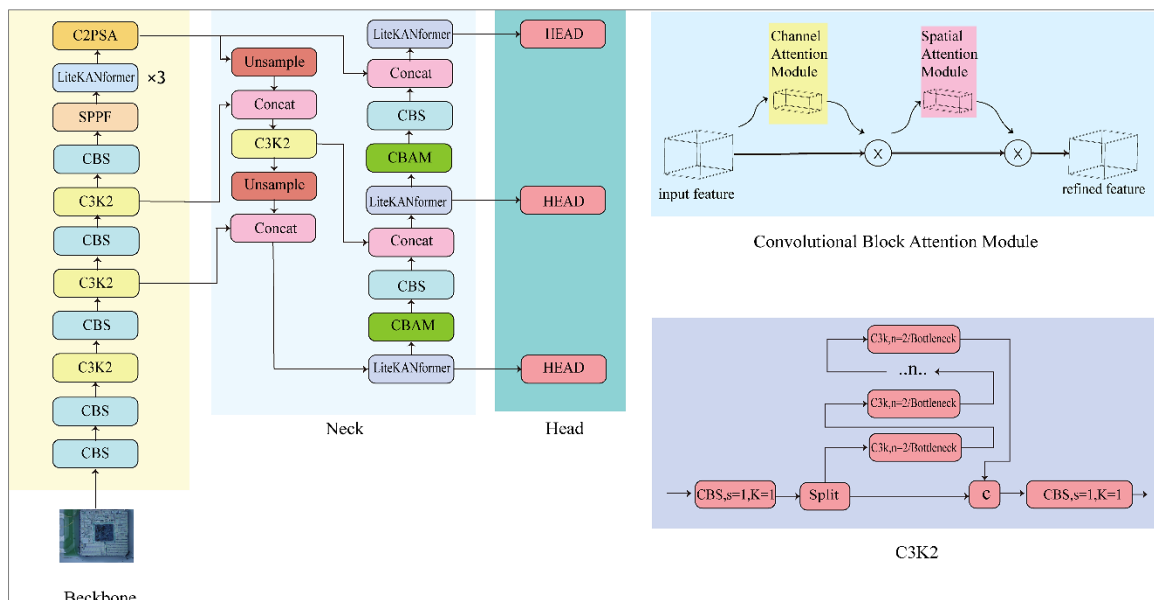 C2PSA
LiteKANformer
×3
SPPF
CBS
C3K2
CBS
C3K2
CBS
C3K2
CBS
CBS
Beckbone
Unsample
Concat
C3K2
Unsample
Concat
LiteKANformer
Concat
CBS
CBAM
LiteKANformer
Concat
CBS
CBAM
LiteKANformer
Neck
HEAD
HEAD
HEAD
Head
Channel
Attention
Module
Spatial
Attention
Module
X
X
input feature
refined feature
Convolutional Block Attention Module
C3k,n=2/Bottleneck
..n..
C3k,n=2/Bottleneck
C3k,n=2/Bottleneck
CBS,s=1,K=1
Split
c
CBS,s=1,K=1
C3K2